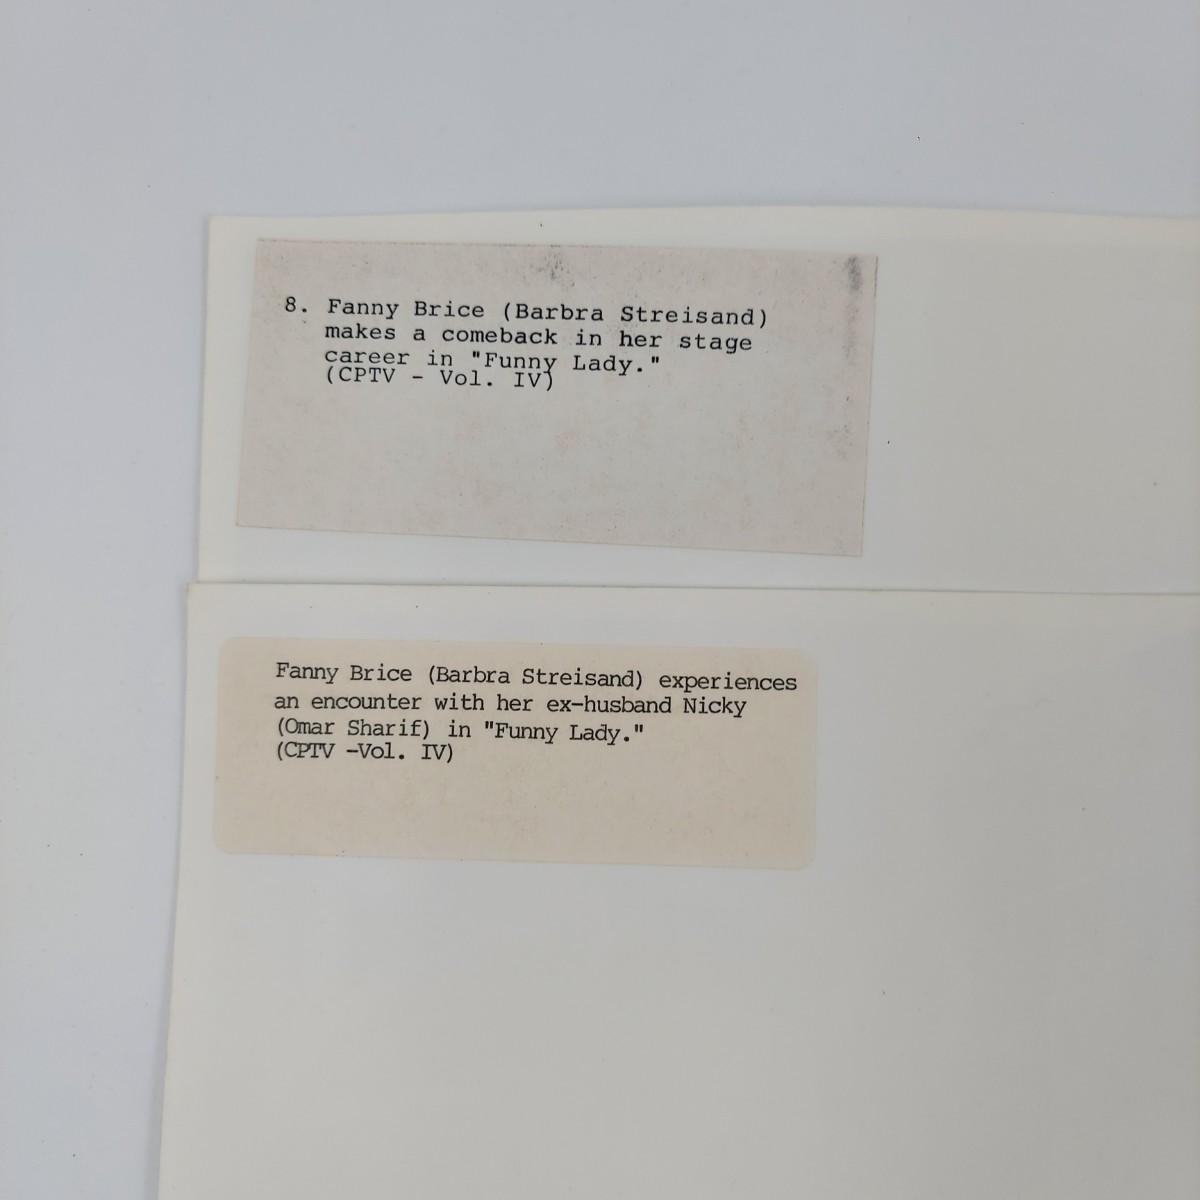 8. Fanny Brice (Barbra Streisand)
makes a comeback in her stage
career in "Funny Lady."
(CPTV - Vol. IV)
Fanny Brice (Barbra Streisand) experiences
an encounter with her ex-husband Nicky
(Omar Sharif) in "Funny Lady."
(CPTV -Vol. IV)